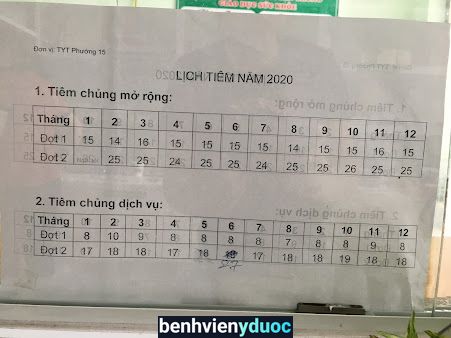 GIÁO DỤC SỨC KHỎE
Đơn vị: TYT Phường 15
LỊCH TIÊM NĂM 2020
1. Tiêm chủng mở rộng:
Tháng 1 2 3 4 5 6 7 8 9 10 11 12
Đợt 1 15 14 16 15 15 15 15 14 15 15 16 15
Đợt 2 25 25 24 25 25 24 25 25 26 25 25
2. Tiêm chủng dịch vụ:
Tháng 1 2 3 4 5 6 7 8 9 10 11 12
Đợt 1 8 10 9 8 8 8 8 7 8 8 9 8
Đợt 2 17 18 18 17 18 17 18 18 19 18 18
benhvienyduoc